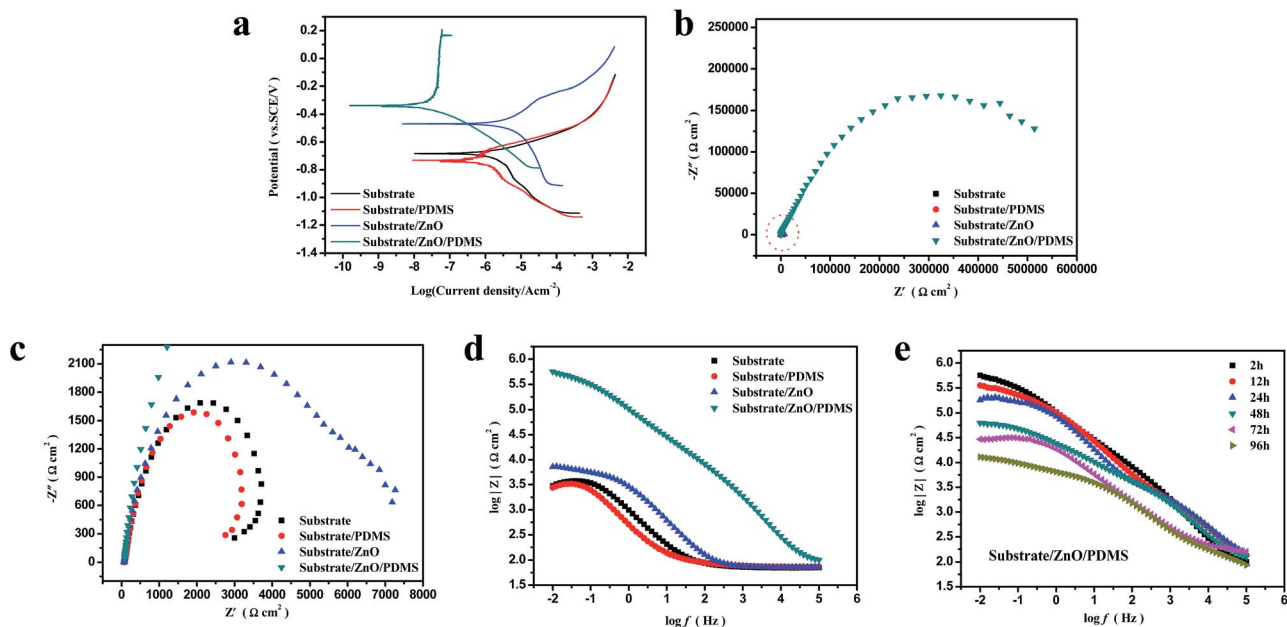 a
Potential ( vs.SCE/V )
0.2
0.0
-0.2
-0.4
-0.6
-0.8
-1.0
-1.2
-1.4
Substrate
Substrate/PDMS
Substrate/ZnO
Substrate/ZnO/PDMS
-10 -9 -8 -7 -6 -5 -4 -3 -2 -1
Log(Current density/Acm⁻²)
b
-Z″ ( Ω cm² )
250000
200000
150000
100000
50000
0
Substrate
Substrate/PDMS
Substrate/ZnO
Substrate/ZnO/PDMS
0 100000 200000 300000 400000 500000 600000
Z′ ( Ω cm² )
c
-Z″ ( Ω cm² )
2100
1800
1500
1200
900
600
300
0
Substrate
Substrate/PDMS
Substrate/ZnO
Substrate/ZnO/PDMS
0 1000 2000 3000 4000 5000 6000 7000 8000
Z′ ( Ω cm² )
d
log |Z| ( Ω cm² )
6.0
5.5
5.0
4.5
4.0
3.5
3.0
2.5
2.0
1.5
Substrate
Substrate/PDMS
Substrate/ZnO
Substrate/ZnO/PDMS
-2 -1 0 1 2 3 4 5 6
log f ( Hz )
e
log |Z| ( Ω cm² )
6.0
5.5
5.0
4.5
4.0
3.5
3.0
2.5
2.0
1.5
2h
12h
24h
48h
72h
96h
Substrate/ZnO/PDMS
-2 -1 0 1 2 3 4 5 6
log f ( Hz )